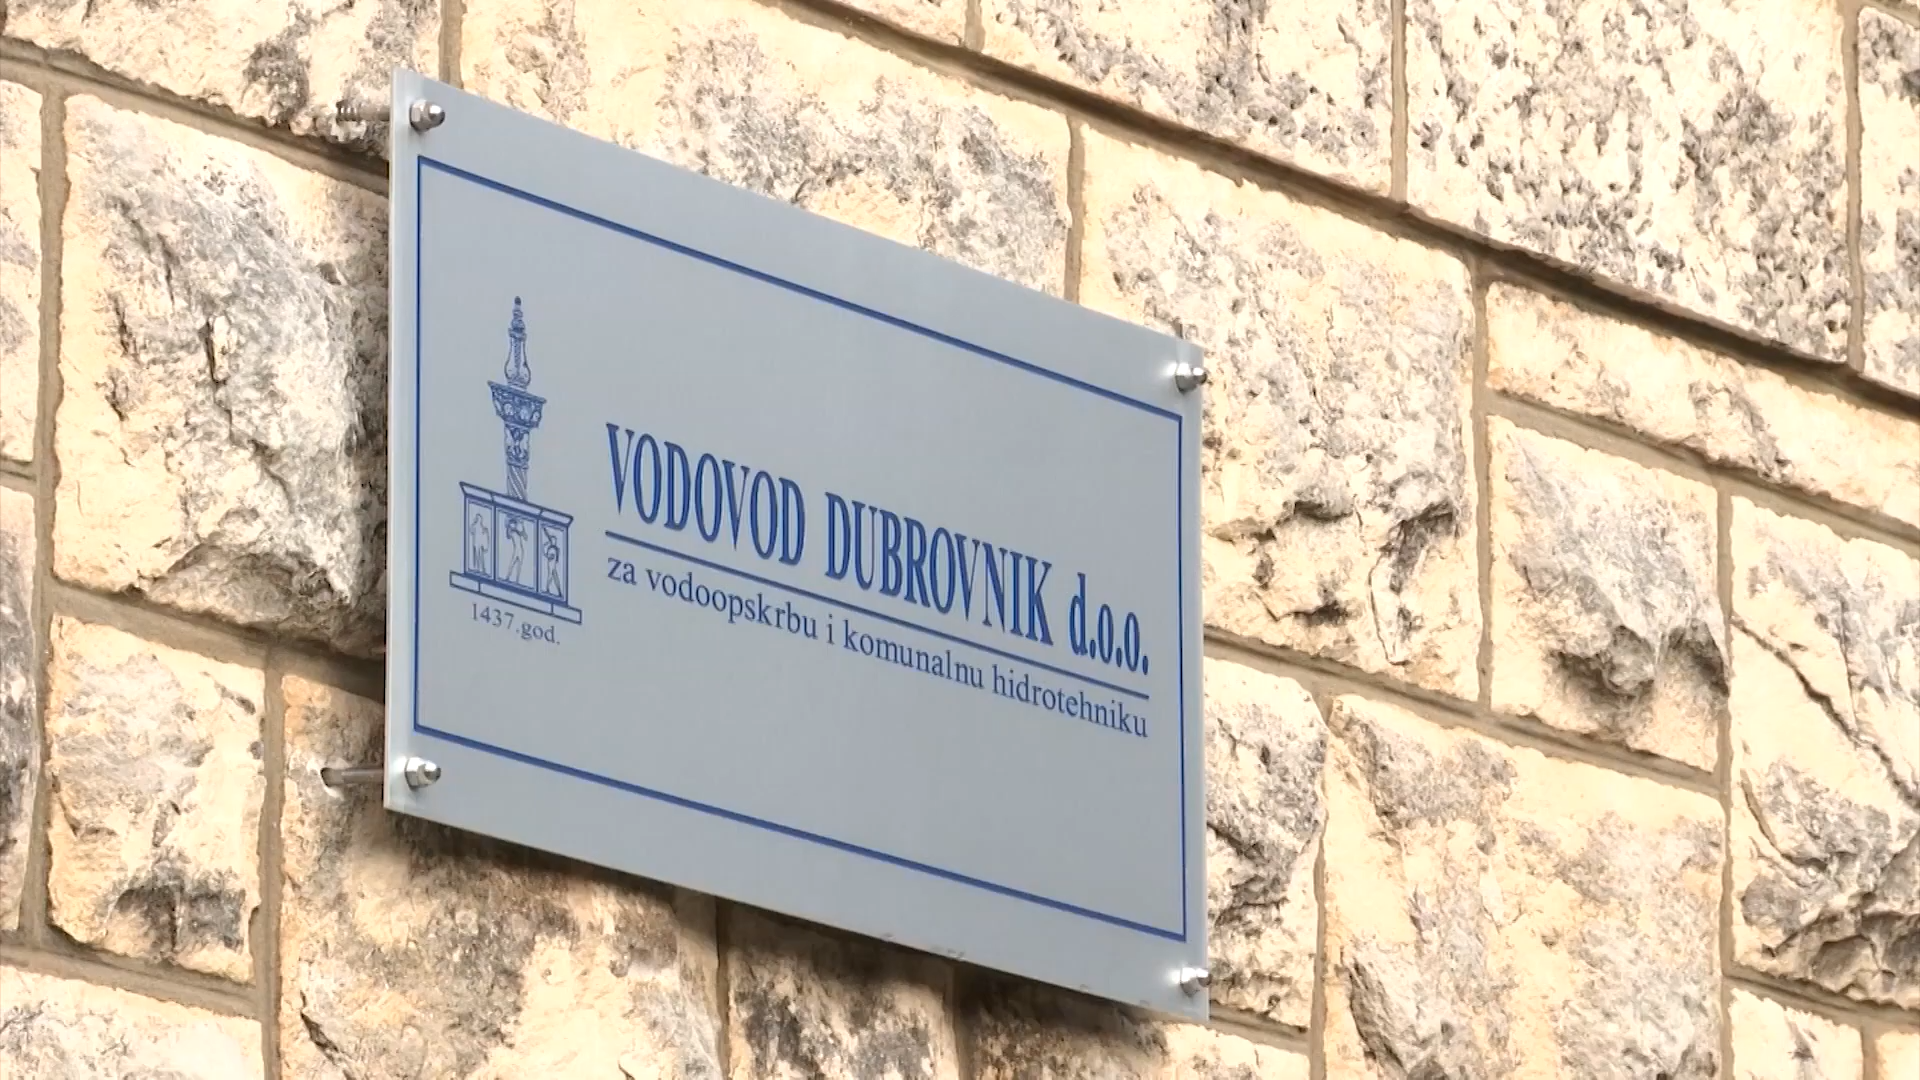 VODOVOD DUBROVNIK d.o.o.
za vodoopskrbu i komunalnu hidrotehniku
1437.god.